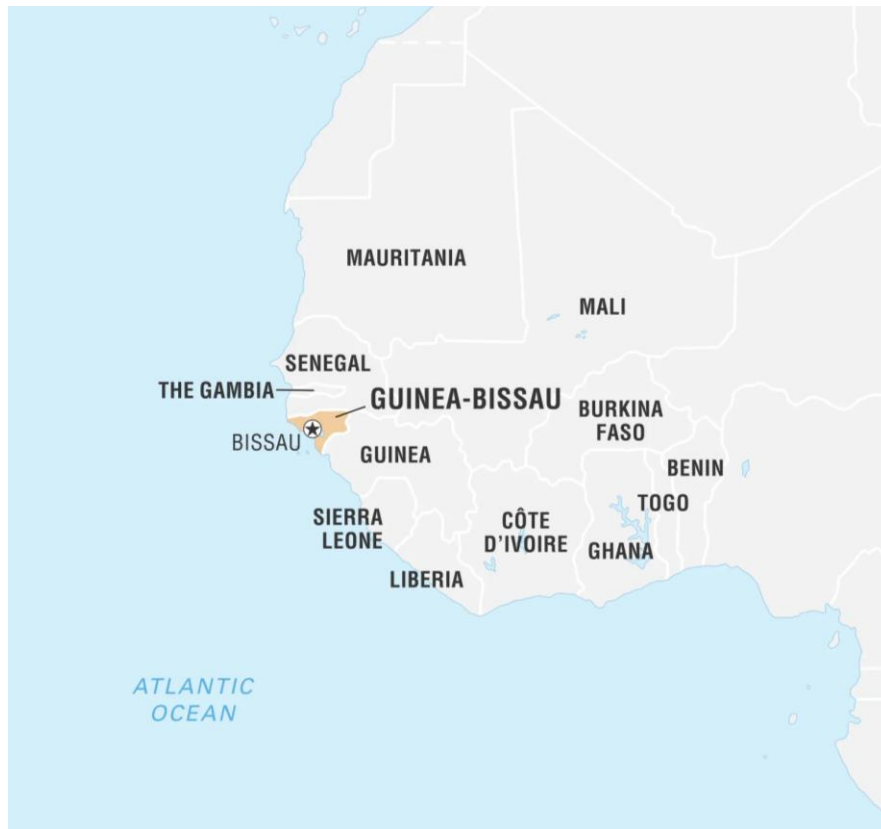 MAURITANIA
MALI
SENEGAL
THE GAMBIA
GUINEA-BISSAU
BURKINA
FASO
BISSAU
GUINEA
BENIN
TOGO
SIERRA
LEONE
CÔTE
D'IVOIRE
GHANA
LIBERIA
ATLANTIC
OCEAN